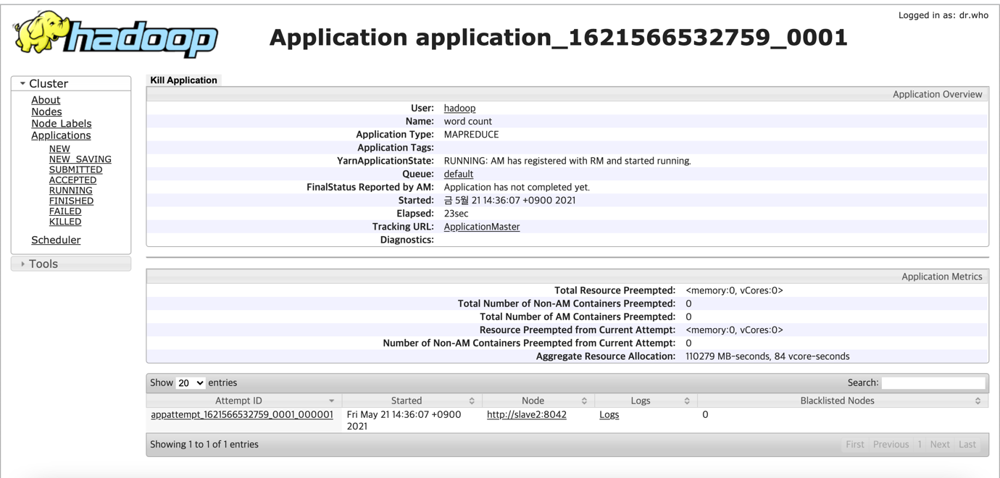 Logged in as: dr.who
hadoop
Application application_1621566532759_0001
Cluster
About
Nodes
Node Labels
Applications
NEW
NEW_SAVING
SUBMITTED
ACCEPTED
RUNNING
FINISHED
FAILED
KILLED
Scheduler
Tools
Kill Application
Application Overview
User: hadoop
Name: word count
Application Type: MAPREDUCE
Application Tags:
YarnApplicationState: RUNNING: AM has registered with RM and started running.
Queue: default
FinalStatus Reported by AM: Application has not completed yet.
Started: 금 5월 21 14:36:07 +0900 2021
Elapsed: 23sec
Tracking URL: ApplicationMaster
Diagnostics:
Application Metrics
Total Resource Preempted: <memory:0, vCores:0>
Total Number of Non-AM Containers Preempted: 0
Total Number of AM Containers Preempted: 0
Resource Preempted from Current Attempt: <memory:0, vCores:0>
Number of Non-AM Containers Preempted from Current Attempt: 0
Aggregate Resource Allocation: 110279 MB-seconds, 84 vcore-seconds
Show 20 entries Search:
Attempt ID Started Node Logs Blacklisted Nodes
appattempt_1621566532759_0001_000001 Fri May 21 14:36:07 +0900 http://slave2:8042 Logs 0
2021
Showing 1 to 1 of 1 entries First Previous 1 Next Last